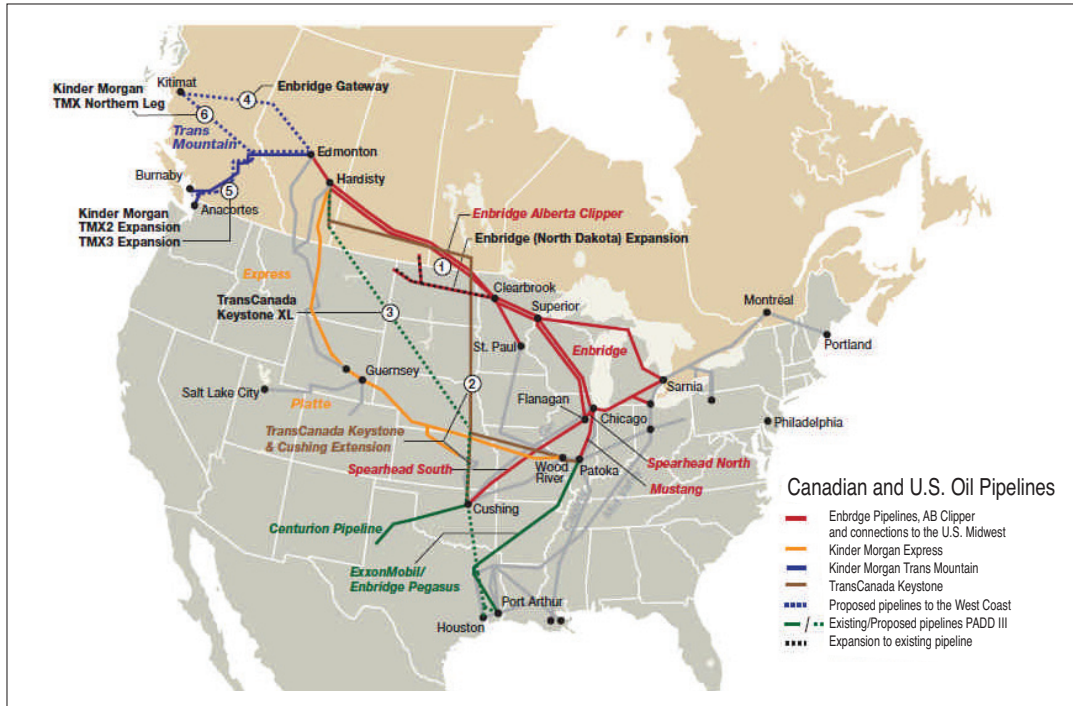 Kitimat
Kinder Morgan
TMX Northern Leg
4
Enbridge Gateway
6
Trans
Mountain
Edmonton
Burnaby
Hardisty
5
Anacortes
Kinder Morgan
TMX2 Expansion
TMX3 Expansion
Enbridge Alberta Clipper
Enbridge (North Dakota) Expansion
1
Express
Clearbrook
TransCanada
Keystone XL
3
Superior
Montréal
Portland
St. Paul
Enbridge
Guernsey
2
Sarnia
Salt Lake City
Flanagan
Chicago
Platte
Philadelphia
TransCanada Keystone
& Cushing Extension
Spearhead South
Wood
River
Patoka
Spearhead North
Mustang
Cushing
Centurion Pipeline
ExxonMobil/
Enbridge Pegasus
Port Arthur
Houston
Canadian and U.S. Oil Pipelines
Enbrdge Pipelines, AB Clipper
and connections to the U.S. Midwest
Kinder Morgan Express
Kinder Morgan Trans Mountain
TransCanada Keystone
Proposed pipelines to the West Coast
/ Existing/Proposed pipelines PADD III
Expansion to existing pipeline